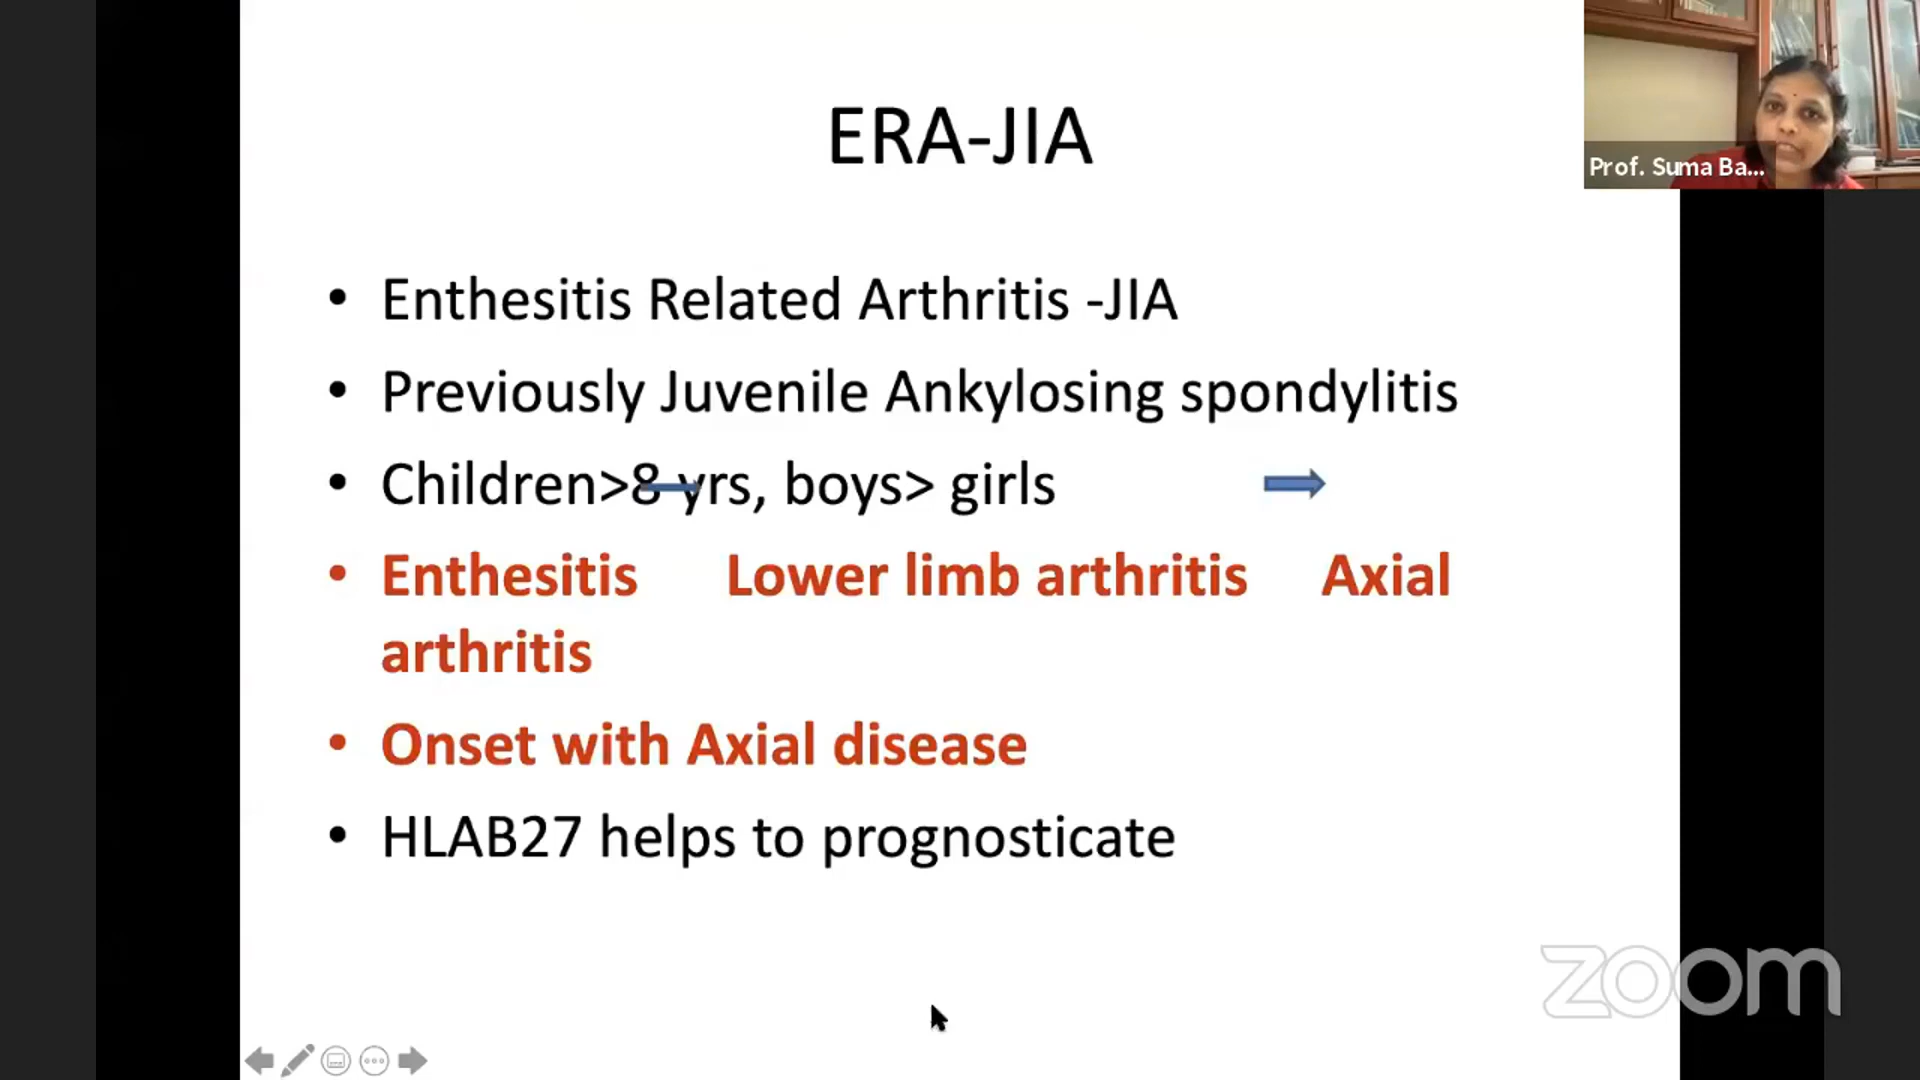 ERA-JIA
Prof. Suma Ba...
• Enthesitis Related Arthritis -JIA
• Previously Juvenile Ankylosing spondylitis
• Children>8 yrs, boys> girls
• Enthesitis Lower limb arthritis Axial
arthritis
• Onset with Axial disease
• HLAB27 helps to prognosticate
zoom